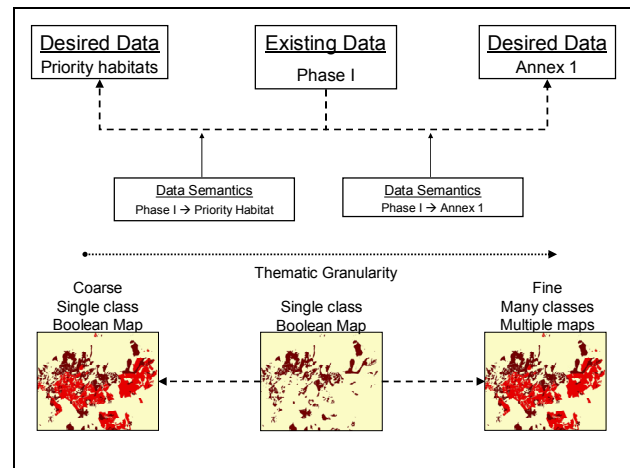 Desired Data
Priority habitats
Existing Data
Phase I
Desired Data
Annex 1
Data Semantics
Phase I → Priority Habitat
Data Semantics
Phase I → Annex 1
Thematic Granularity
Coarse
Single class
Boolean Map
Single class
Boolean Map
Fine
Many classes
Multiple maps